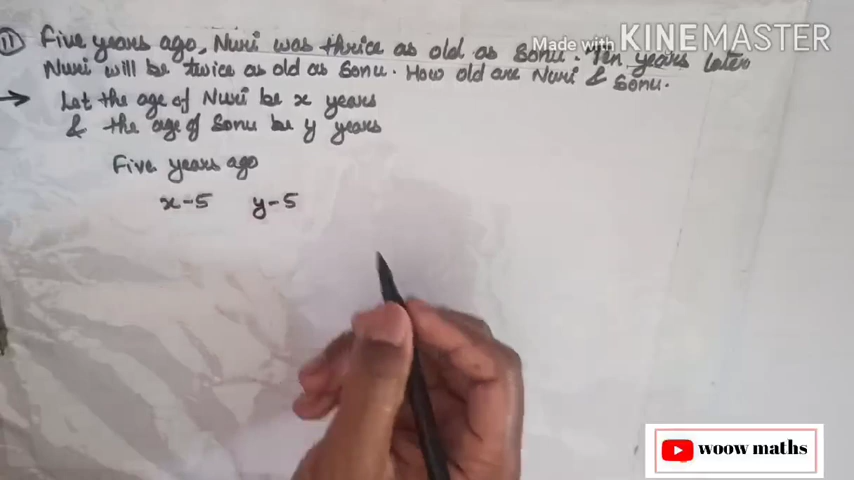 11 Five years ago, Nuri was thrice as old as Sonu. Ten years later
Nuri will be twice as old as Sonu. How old are Nuri & Sonu.
→ Let the age of Nuri be x years
& the age of Sonu be y years
Five years ago
x-5 y-5
Made with KINEMASTER
woow maths